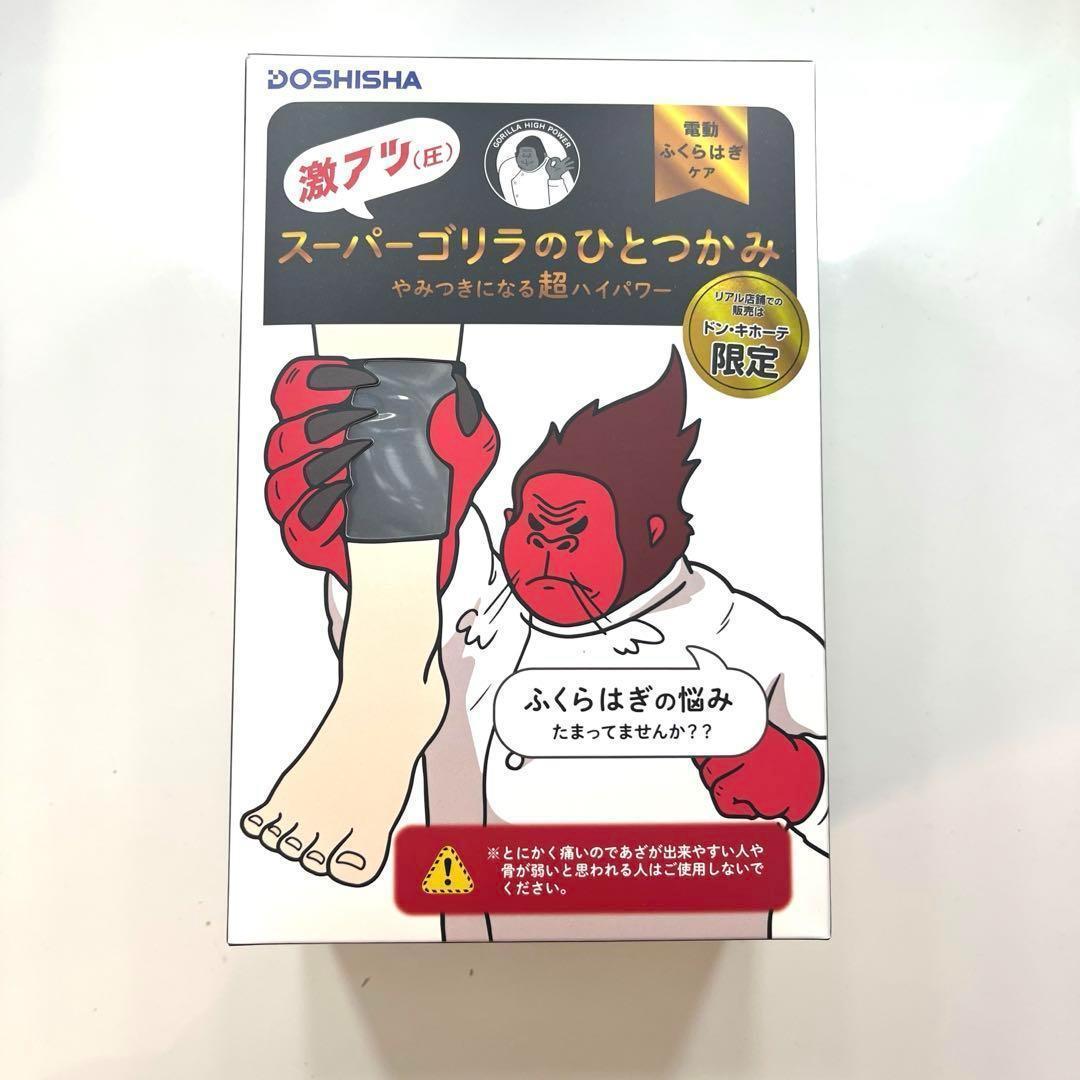 DOSHISHA
激アツ(圧)
GORILLA HIGH POWER
電動
ふくらはぎ
ケア
スーパーゴリラのひとつかみ
やみつきになる超ハイパワー
リアル店舗での
販売は
ドン・キホーテ
限定
ふくらはぎの悩み
たまってませんか??
※とにかく痛いのであざが出来やすい人や
骨が弱いと思われる人はご使用しないで
ください。